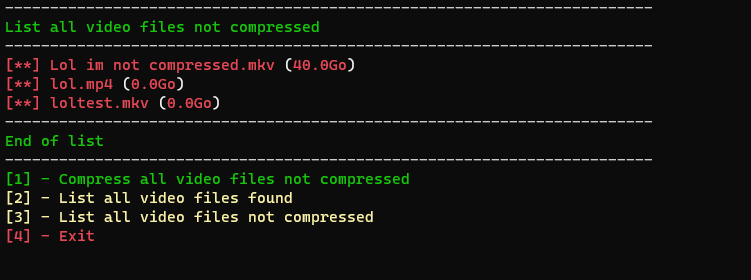 ------------------------------------------------------------------------
List all video files not compressed
------------------------------------------------------------------------
[**] Lol im not compressed.mkv (40.0Go)
[**] lol.mp4 (0.0Go)
[**] loltest.mkv (0.0Go)
------------------------------------------------------------------------
End of list
------------------------------------------------------------------------
[1] - Compress all video files not compressed
[2] - List all video files found
[3] - List all video files not compressed
[4] - Exit